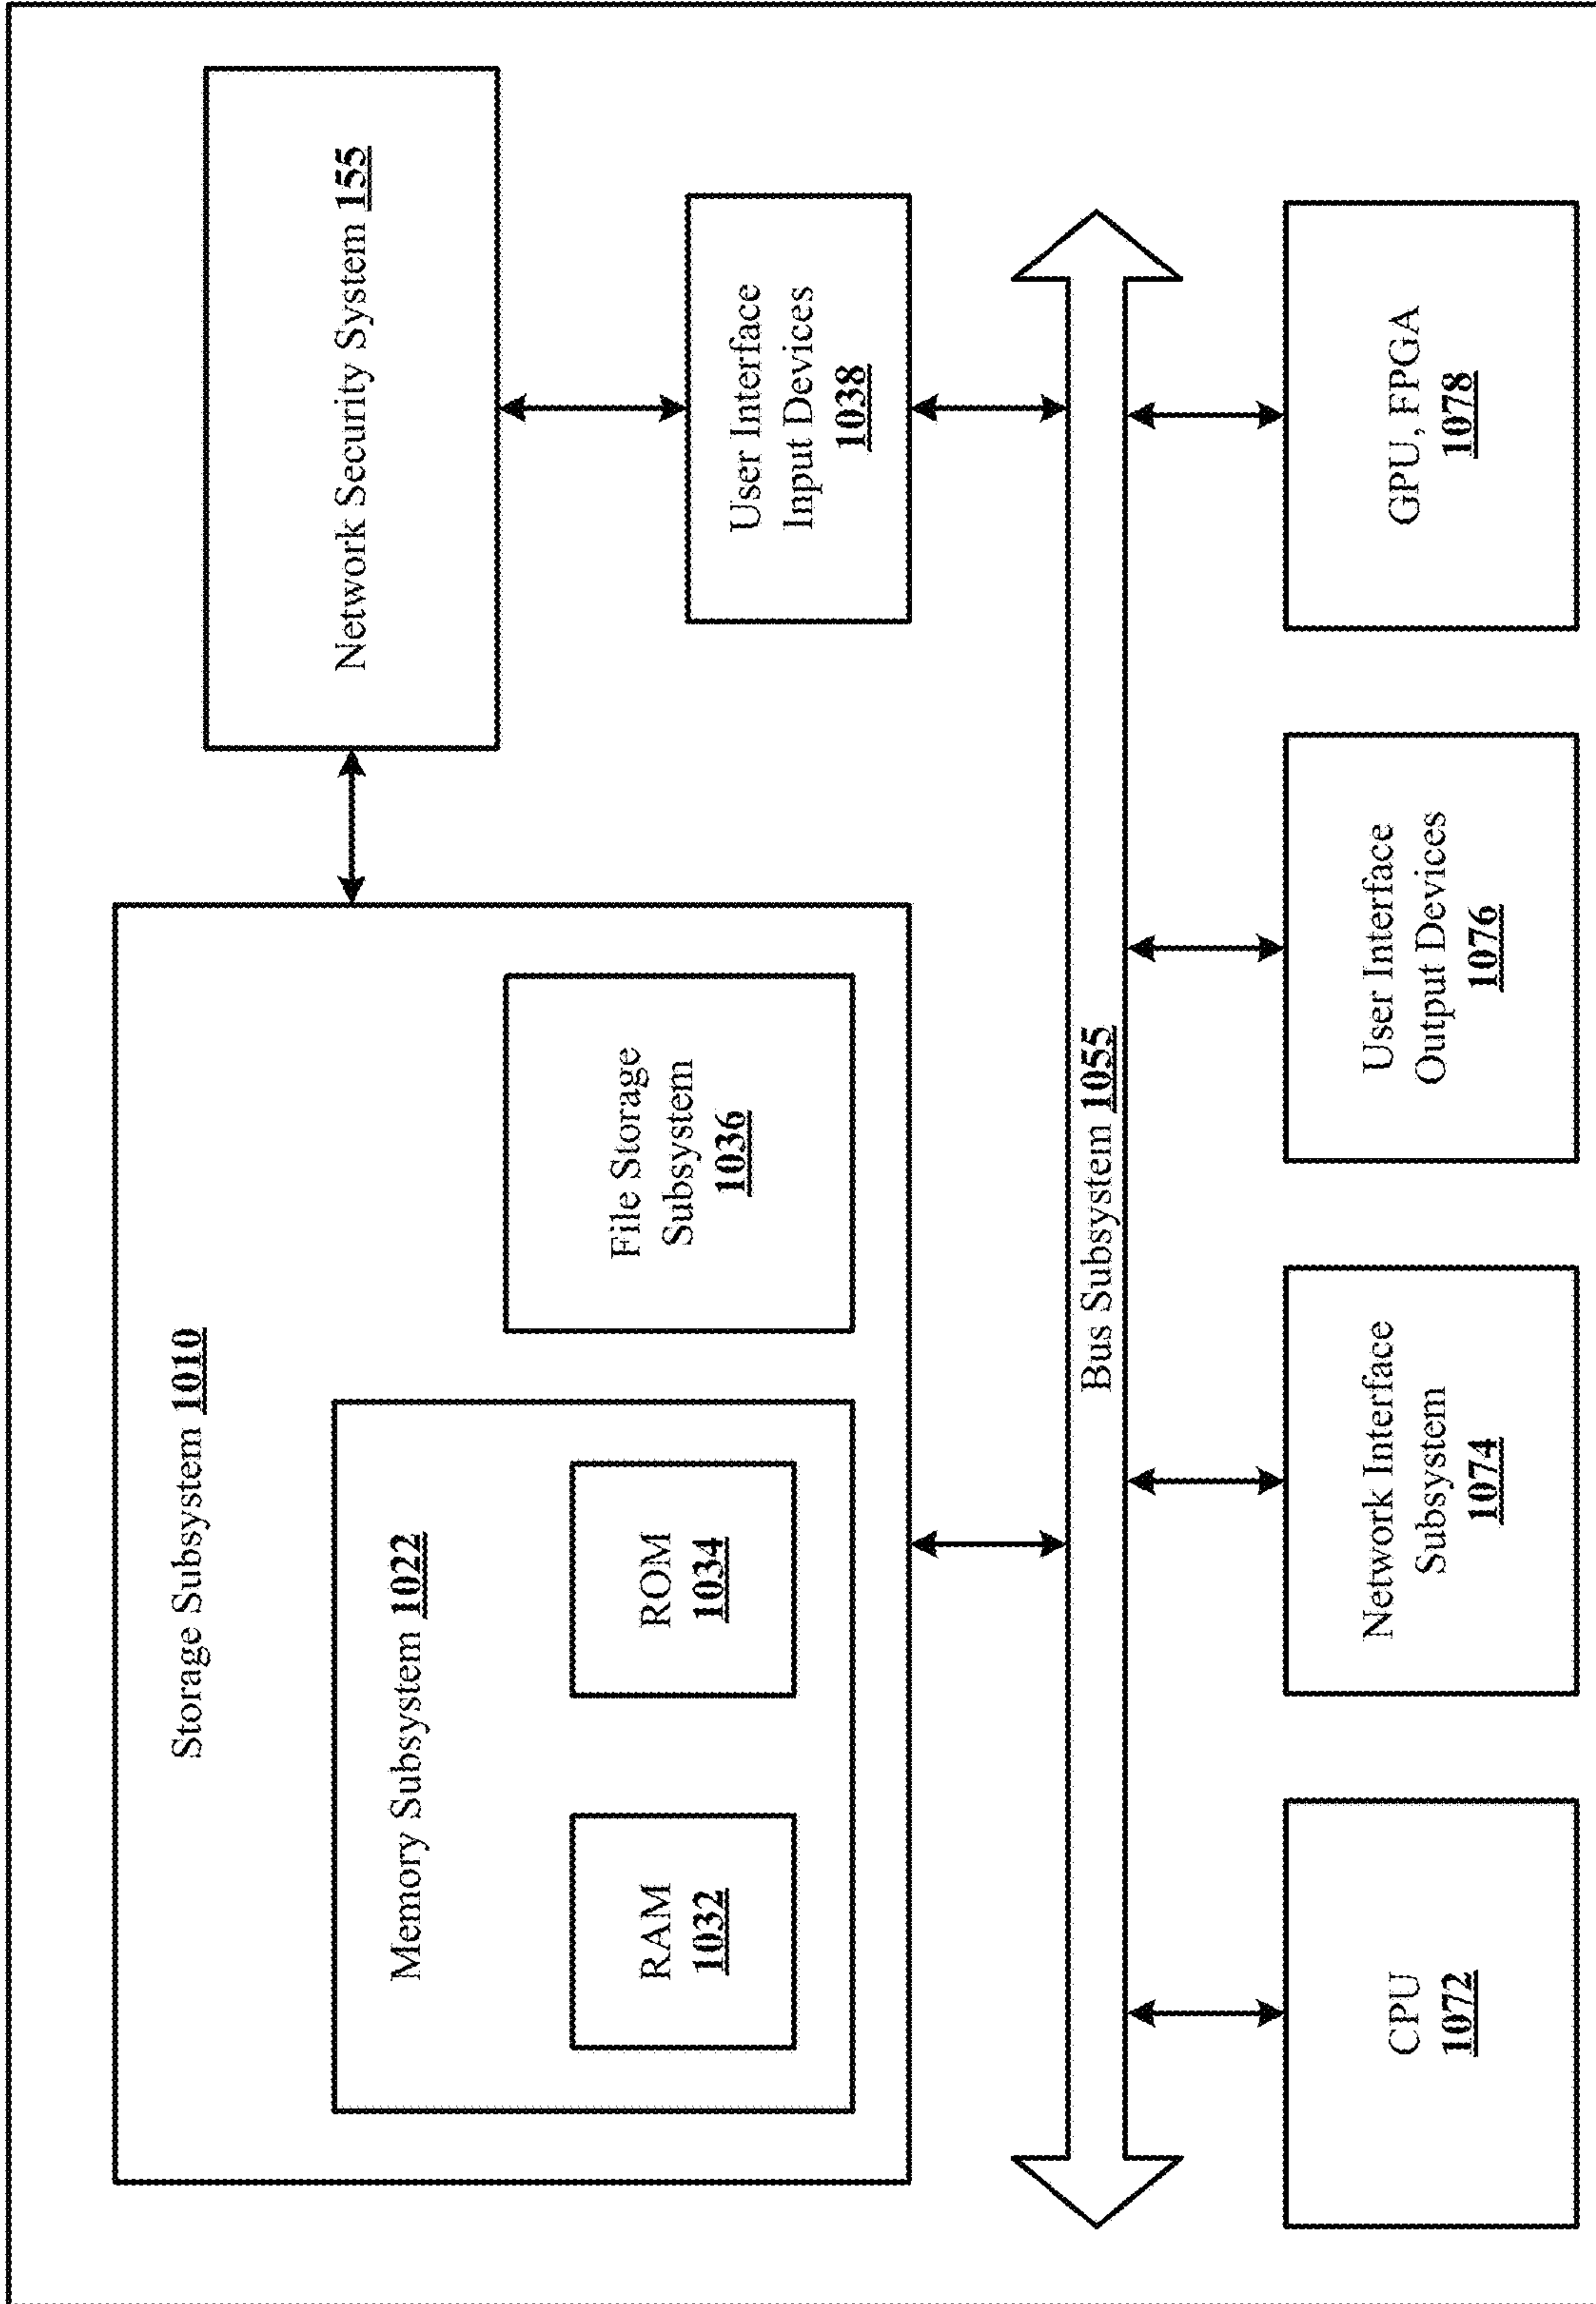 Storage Subsystem 1010
Memory Subsystem 1022
RAM
1032
ROM
1034
File Storage
Subsystem
1036
Network Security System 155
User Interface
Input Devices
1038
Bus Subsystem 1055
CPU
1072
Network Interface
Subsystem
1074
User Interface
Output Devices
1076
GPU, FPGA
1078